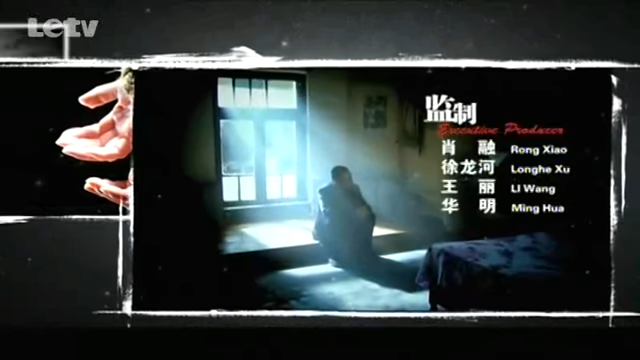 Letv
监制
Executive Producer
肖 融 Rong Xiao
徐龙河 Longhe Xu
王 丽 LI Wang
华 明 Ming Hua